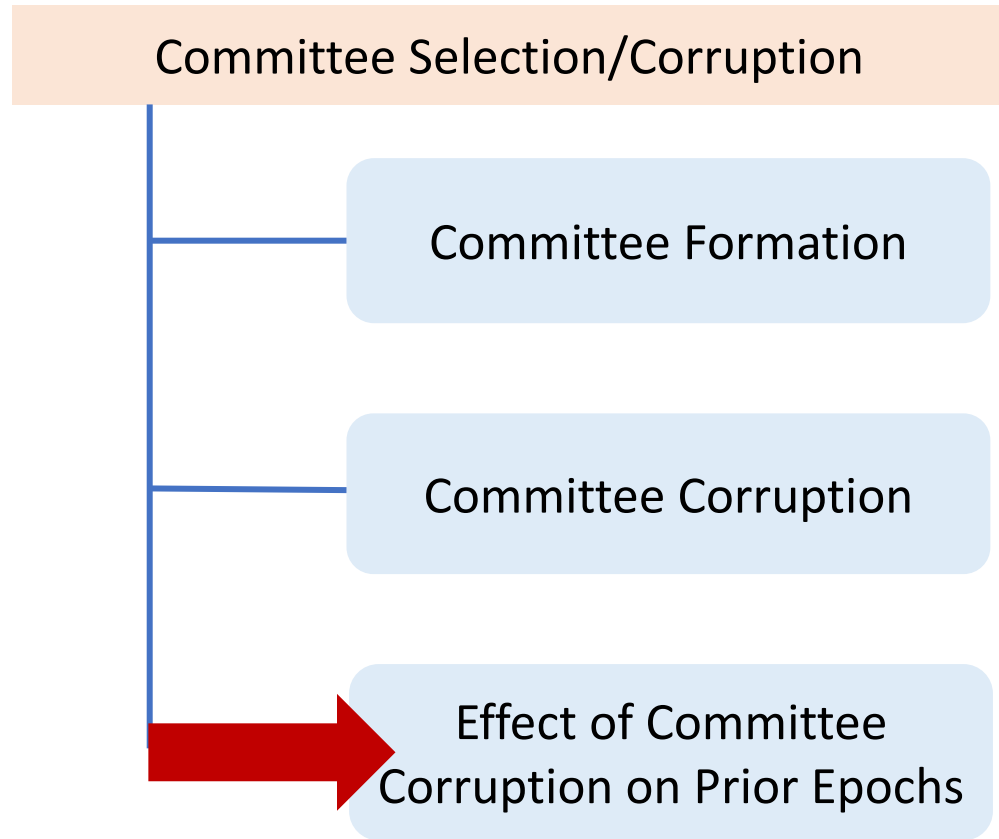 Committee Selection/Corruption
Committee Formation
Committee Corruption
Effect of Committee
Corruption on Prior Epochs